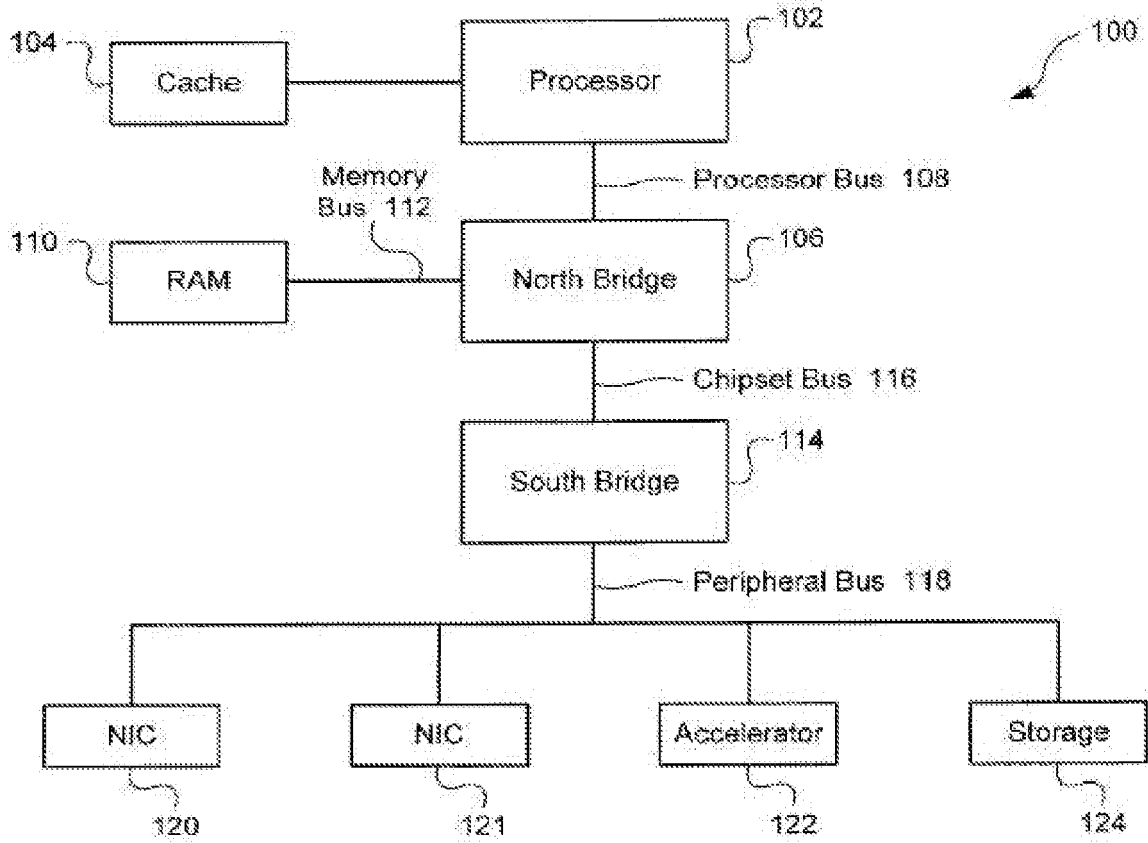 102
104
100
Cache
Processor
Memory
Bus 112
Processor Bus 108
110
106
RAM
North Bridge
Chipset Bus 116
114
South Bridge
Peripheral Bus 118
NIC
NIC
Accelerator
Storage
120
121
122
124